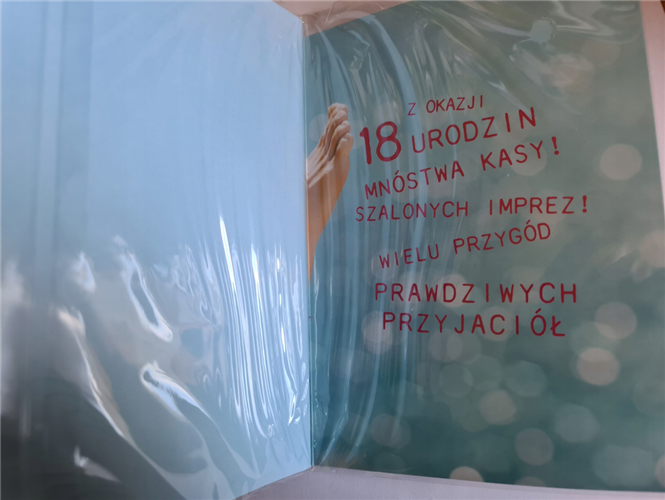 Z OKAZJI
18 URODZIN
MNÓSTWA KASY!
SZALONYCH IMPREZ!
WIELU PRZYGÓD
PRAWDZIWYCH
PRZYJACIÓŁ